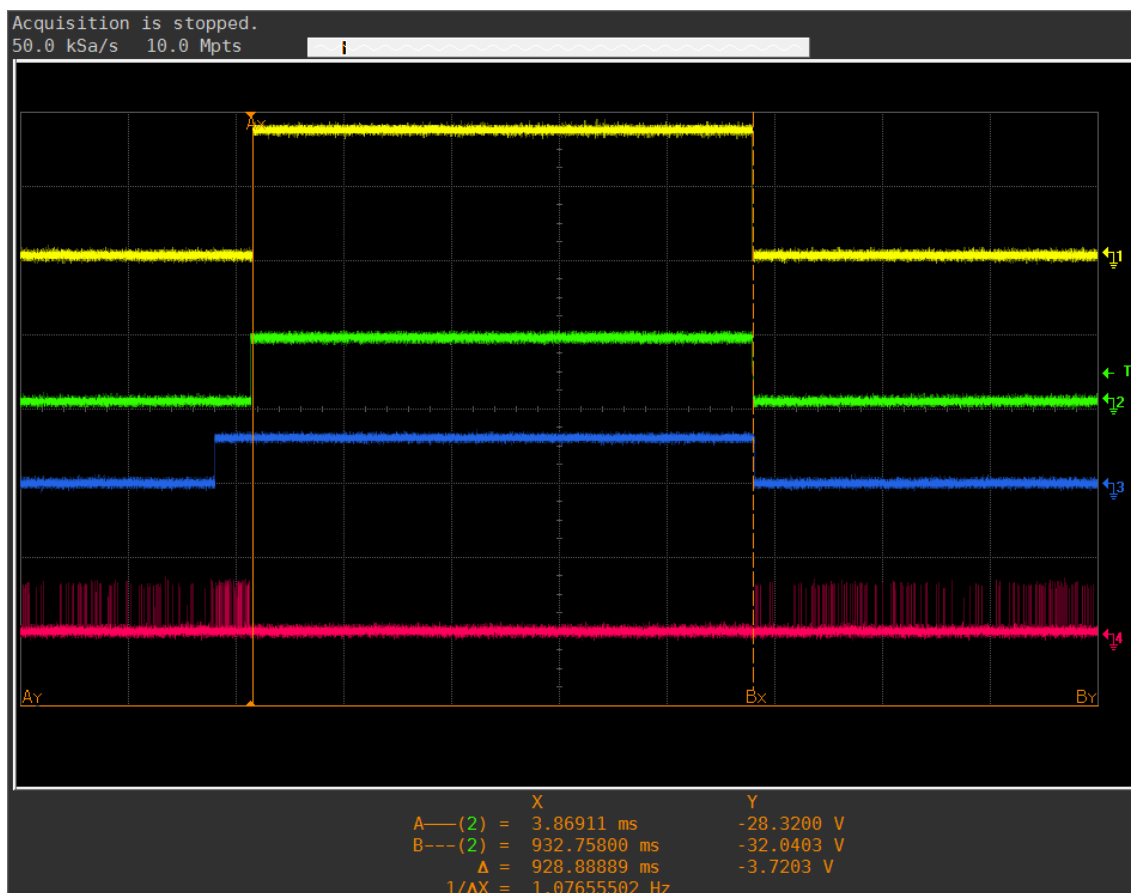 Acquisition is stopped.
50.0 kSa/s 10.0 Mpts
Ax
1
T
2
3
4
AY BX BY
X Y
A───(2) = 3.86911 ms -28.3200 V
B---(2) = 932.75800 ms -32.0403 V
Δ = 928.88889 ms -3.7203 V
1/ΔX = 1.07655502 Hz